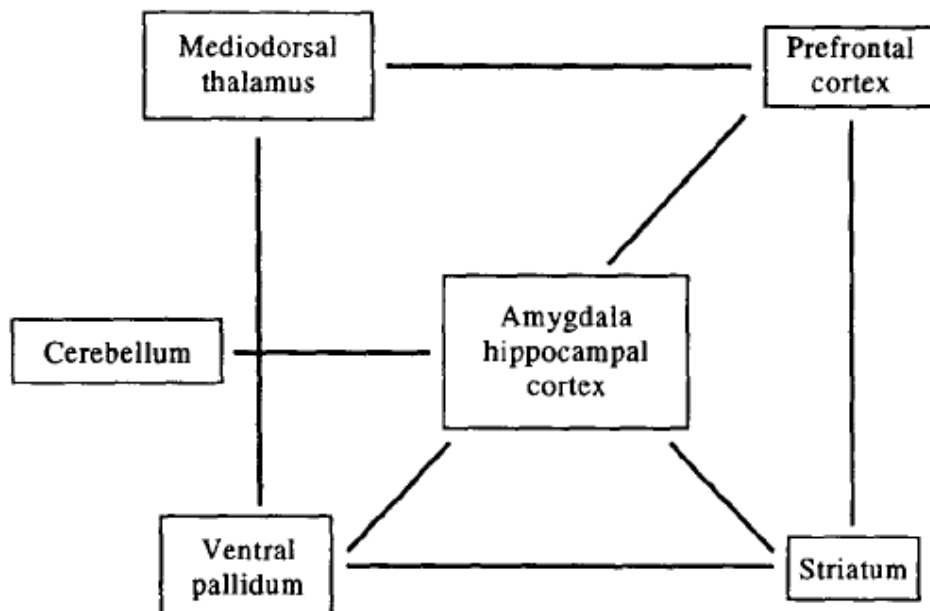 Mediodorsal
thalamus
Prefrontal
cortex
Amygdala
hippocampal
cortex
Cerebellum
Ventral
pallidum
Striatum